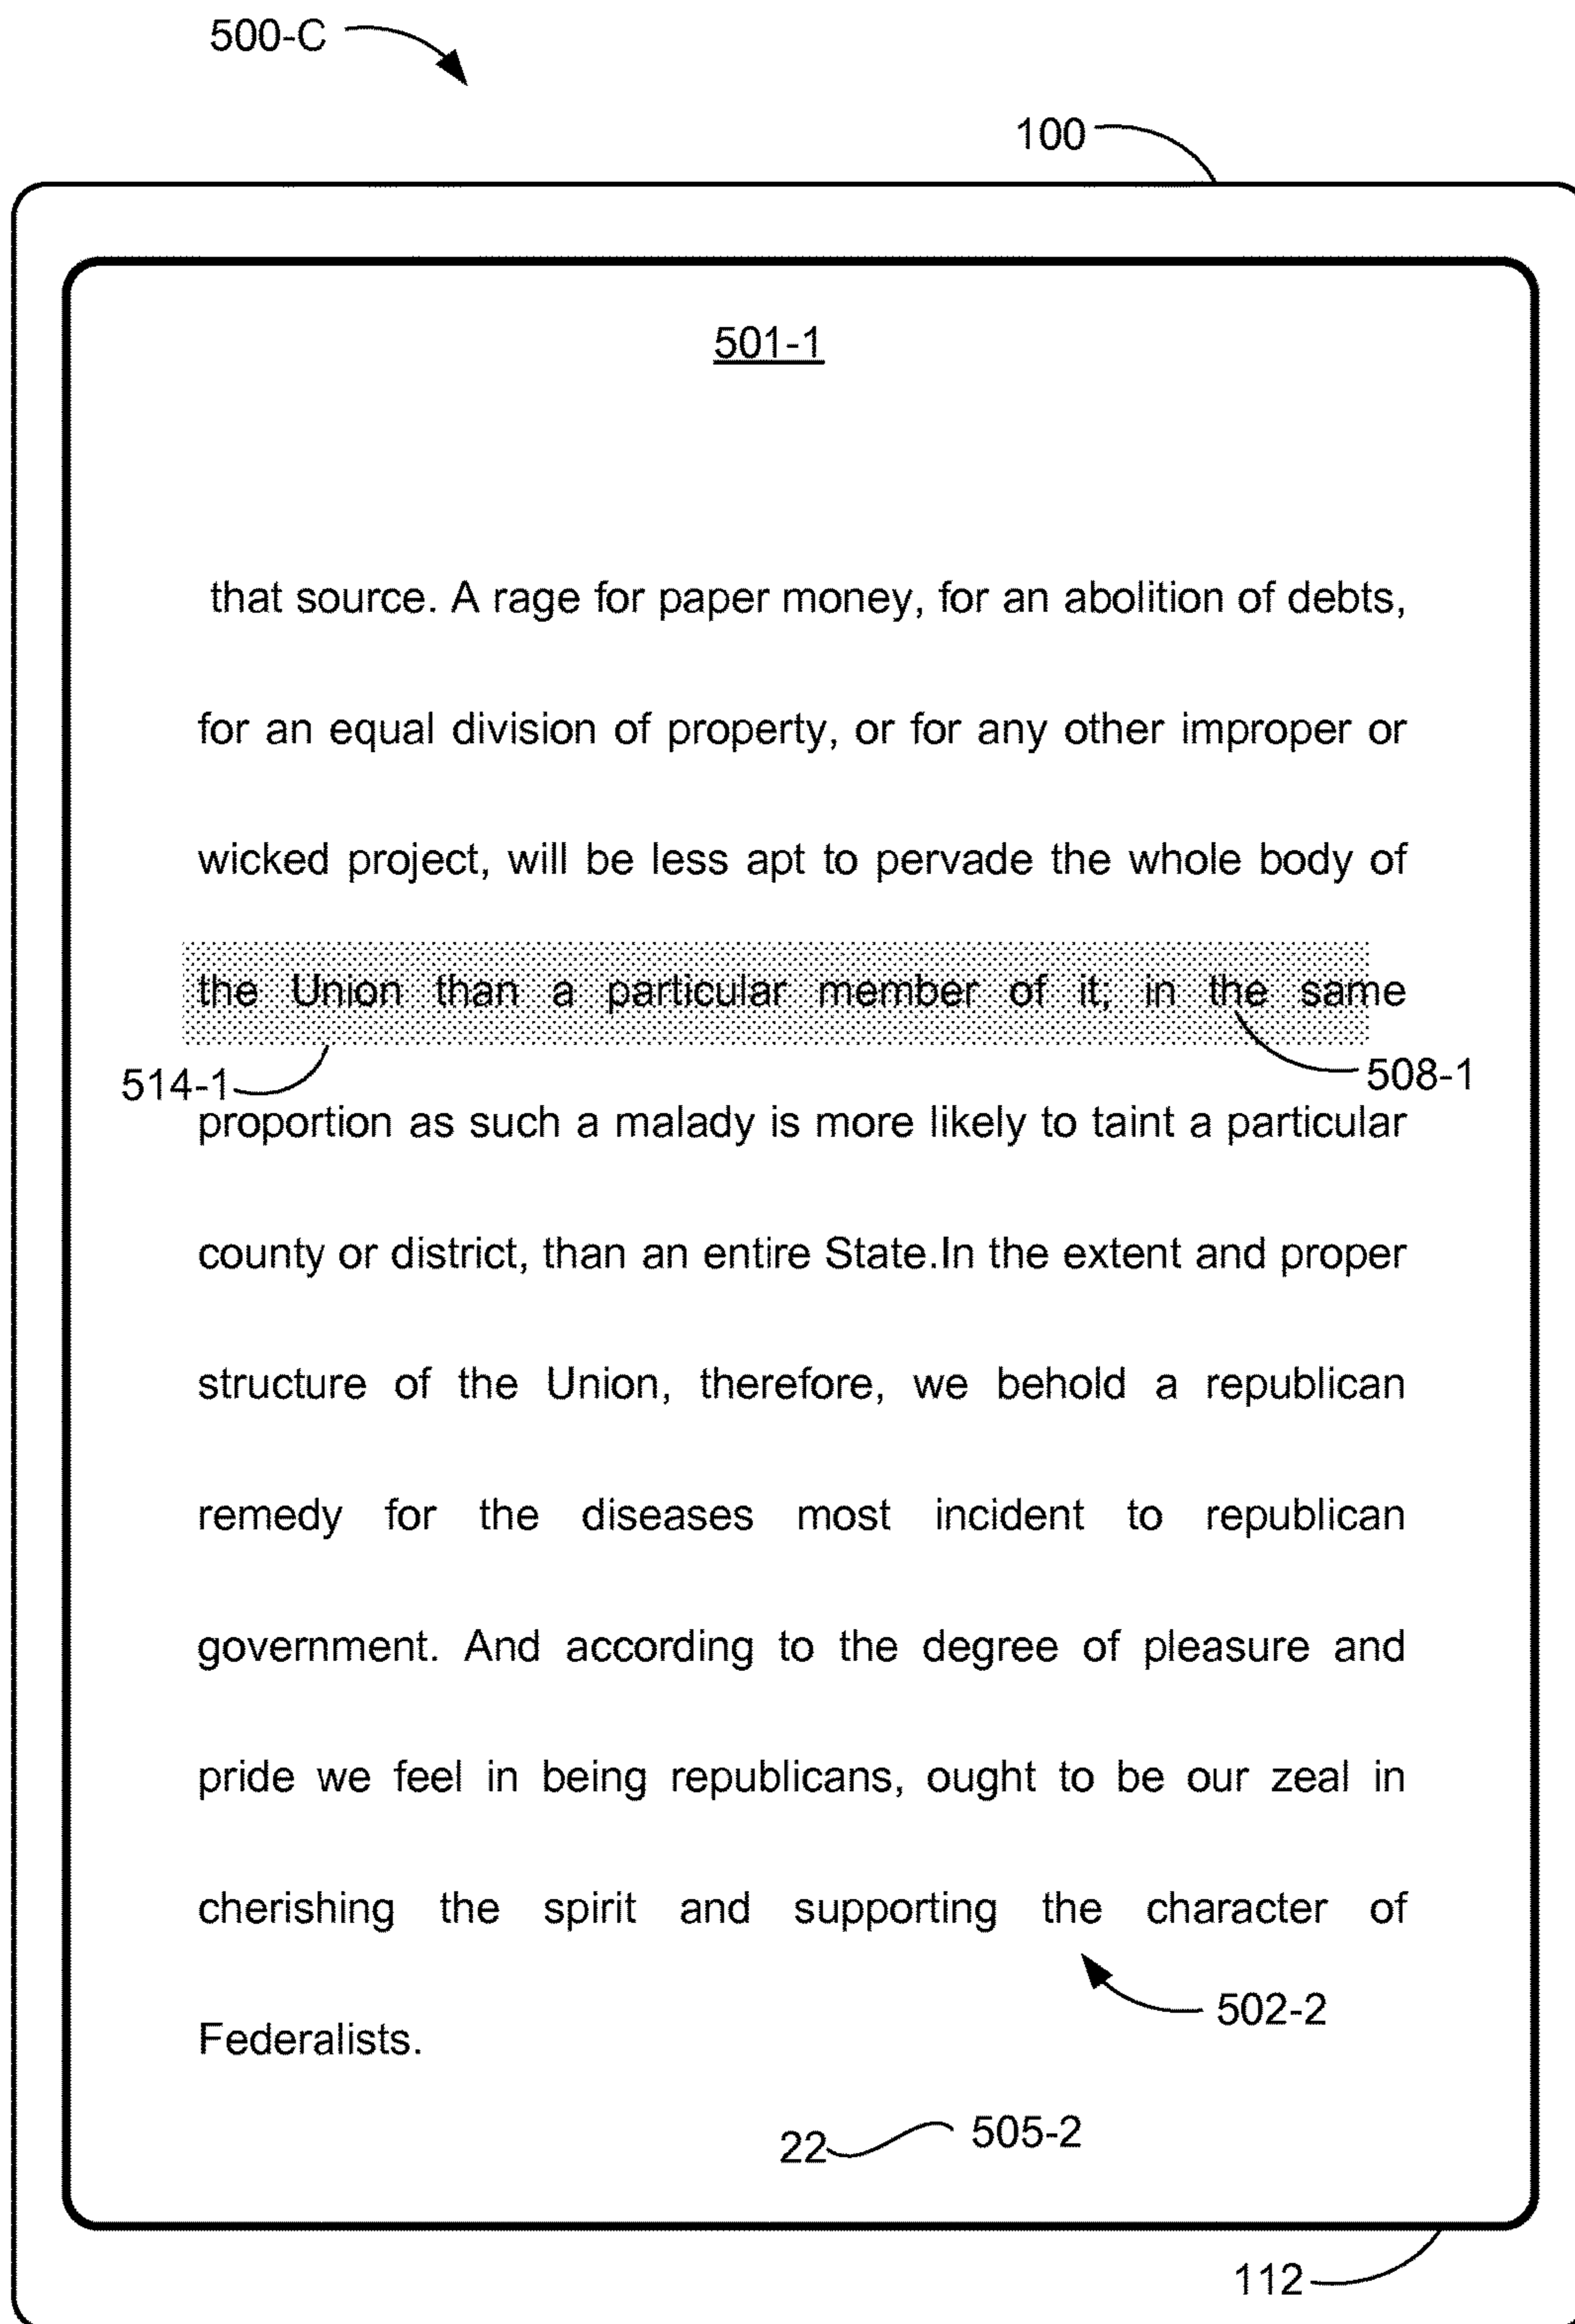 500-C
100
501-1
that source. A rage for paper money, for an abolition of debts,
for an equal division of property, or for any other improper or
wicked project, will be less apt to pervade the whole body of
the Union than a particular member of it; in the same
514-1
508-1
proportion as such a malady is more likely to taint a particular
county or district, than an entire State.In the extent and proper
structure of the Union, therefore, we behold a republican
remedy for the diseases most incident to republican
government. And according to the degree of pleasure and
pride we feel in being republicans, ought to be our zeal in
cherishing the spirit and supporting the character of
502-2
Federalists.
22
505-2
112